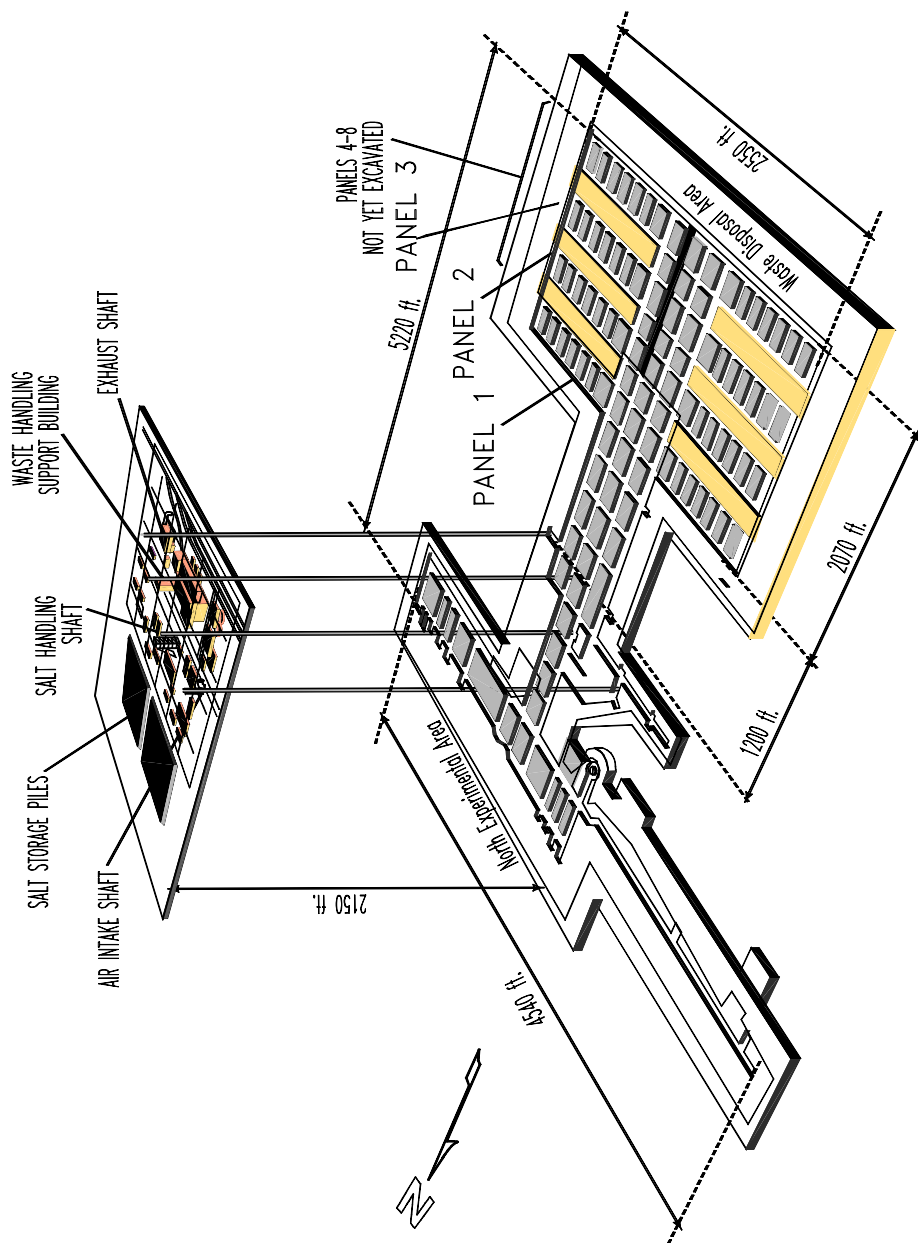 SALT STORAGE PILES
AIR INTAKE SHAFT
SALT HANDLING
SHAFT
WASTE HANDLING
SUPPORT BUILDING
EXHAUST SHAFT
PANELS 4-8
NOT YET EXCAVATED
PANEL 3
PANEL 2
PANEL 1
5220 ft.
2550 ft.
Waste Disposal Area
2070 ft.
1200 ft.
North Experimental Area
2150 ft.
4540 ft.
N